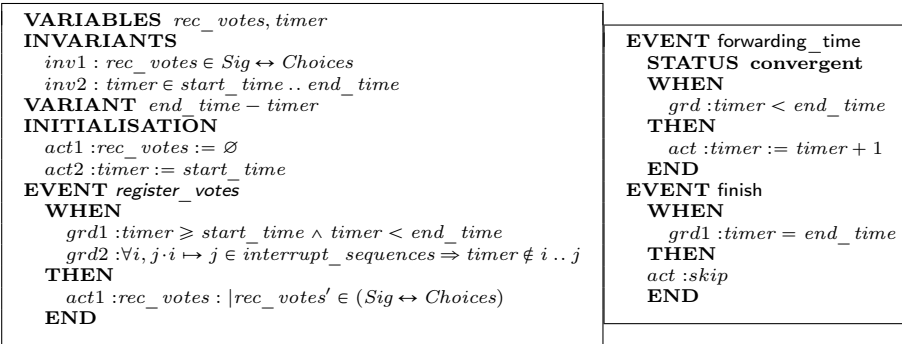 VARIABLES rec_votes, timer
INVARIANTS
inv1 : rec_votes ∈ Sig ↔ Choices
inv2 : timer ∈ start_time .. end_time
VARIANT end_time − timer
INITIALISATION
act1 :rec_votes := ∅
act2 :timer := start_time
EVENT register_votes
WHEN
grd1 :timer ⩾ start_time ∧ timer < end_time
grd2 :∀i, j·i ↦ j ∈ interrupt_sequences ⇒ timer ∉ i .. j
THEN
act1 :rec_votes : |rec_votes′ ∈ (Sig ↔ Choices)
END
EVENT forwarding_time
STATUS convergent
WHEN
grd :timer < end_time
THEN
act :timer := timer + 1
END
EVENT finish
WHEN
grd1 :timer = end_time
THEN
act :skip
END